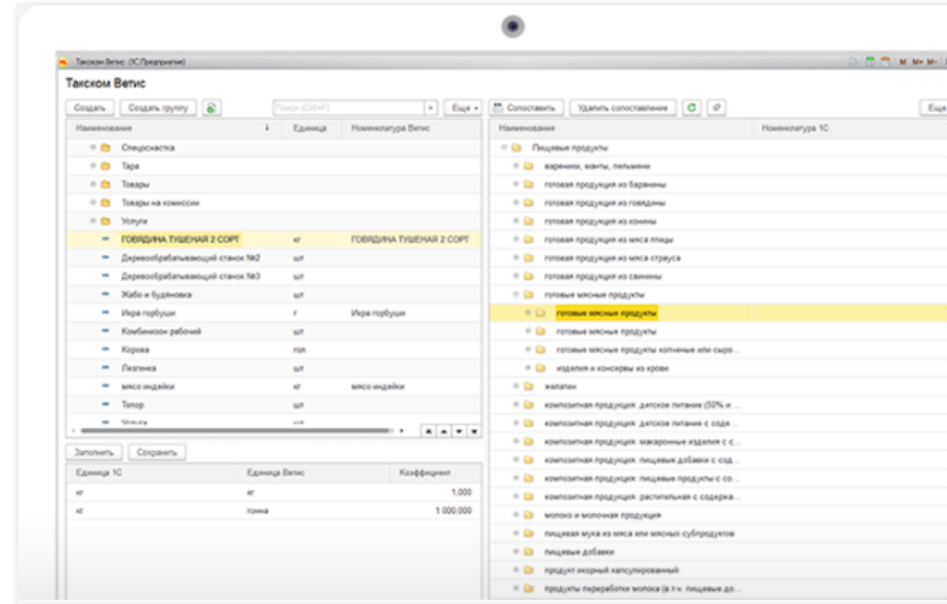 Такском Ветис (1С:Предприятие)
M M+ M-
Такском Ветис
Создать Создать группу Поиск (Ctrl+F) Еще
Сопоставить Удалить сопоставление Еще
Наименование Единица Номенклатура Ветис
Спецоснастка
Тара
Товары
Товары на комиссии
Услуги
ГОВЯДИНА ТУШЕНАЯ 2 СОРТ кг ГОВЯДИНА ТУШЕНАЯ 2 СОРТ
Деревообрабатывающий станок №2 шт
Деревообрабатывающий станок №3 шт
Жабо и будёновка шт
Икра горбуши г Икра горбуши
Комбинезон рабочий шт
Корова гол
Лезгинка шт
мясо индейки кг мясо индейки
Топор шт
Заполнить Сохранить
Единица 1С Единица Ветис Коэффициент
кг кг 1,000
кг тонна 1 000,000
Наименование Номенклатура 1С
Пищевые продукты
вареники, манты, пельмени
готовая продукция из баранины
готовая продукция из говядины
готовая продукция из конины
готовая продукция из мяса птицы
готовая продукция из мяса страуса
готовая продукция из свинины
готовые мясные продукты
готовые мясные продукты
готовые мясные продукты
готовые мясные продукты копченые или сыро...
изделия и консервы из крови
желатин
композитная продукция: детское питание (50% и ...
композитная продукция: детское питание с соде...
композитная продукция: макаронные изделия с с...
композитная продукция: пищевые добавки с сод...
композитная продукция: пищевые продукты с со...
композитная продукция: растительная с содержа...
молоко и молочная продукция
пищевая мука из мяса или мясных субпродуктов
пищевые добавки
продукт икорный капсулированный
продукты переработки молока (в т.ч. пищевые до...